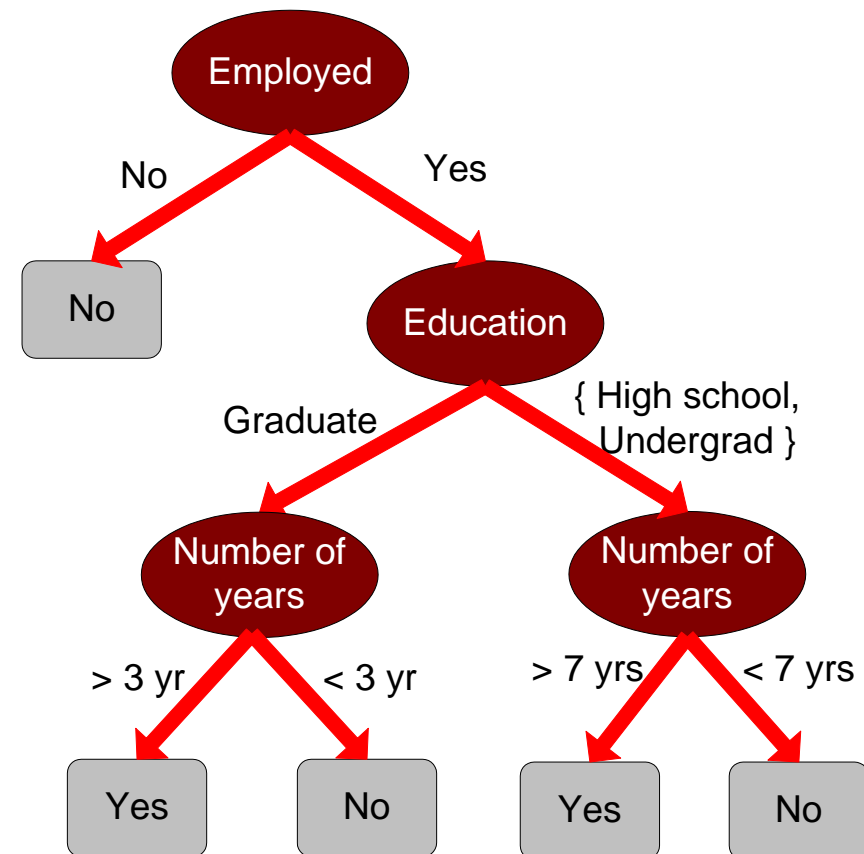 Employed
No
Yes
No
Education
Graduate
{ High school,
Undergrad }
Number of
years
Number of
years
> 3 yr
< 3 yr
> 7 yrs
< 7 yrs
Yes
No
Yes
No